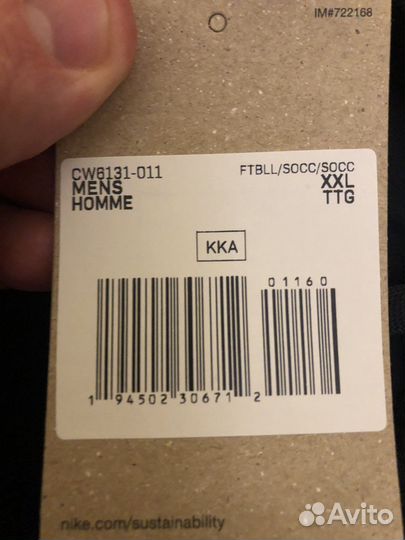 IM#722168
CW6131-011 FTBLL/SOCC/SOCC
MENS XXL
HOMME TTG
KKA
01160
1 94502 30671 2
nike.com/sustainability
Avito